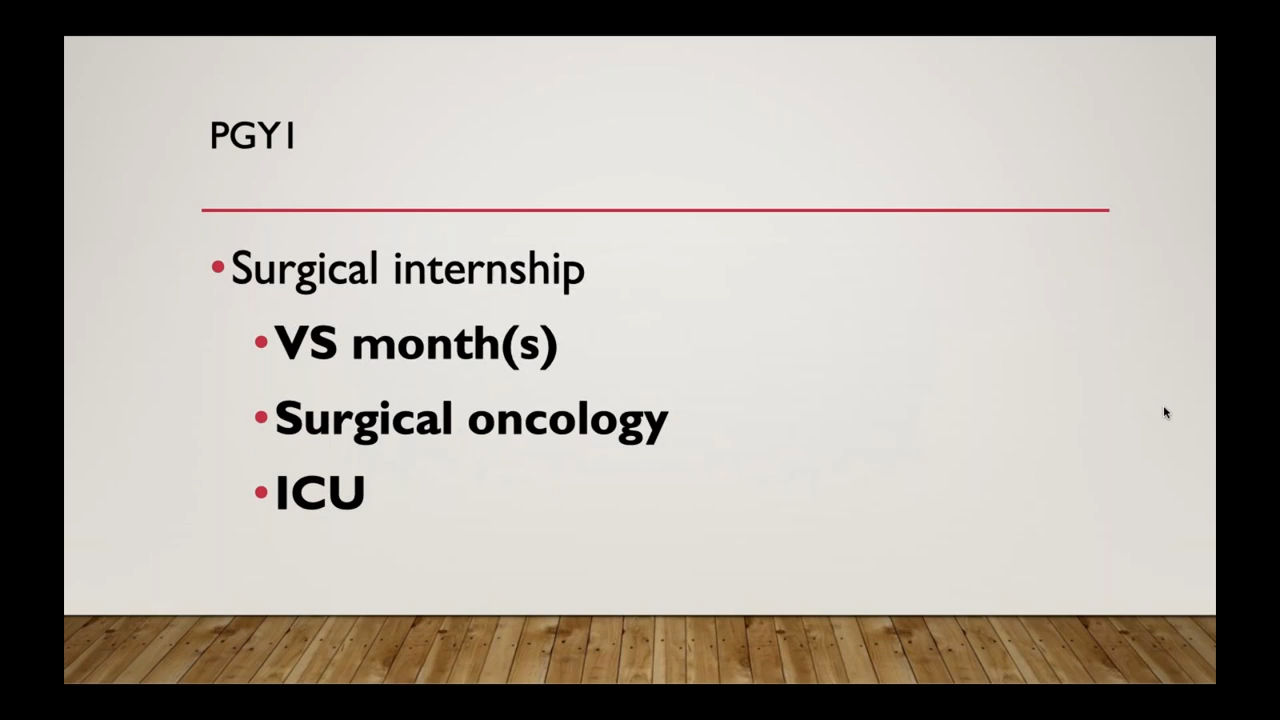 PGY1
•Surgical internship
•VS month(s)
•Surgical oncology
•ICU